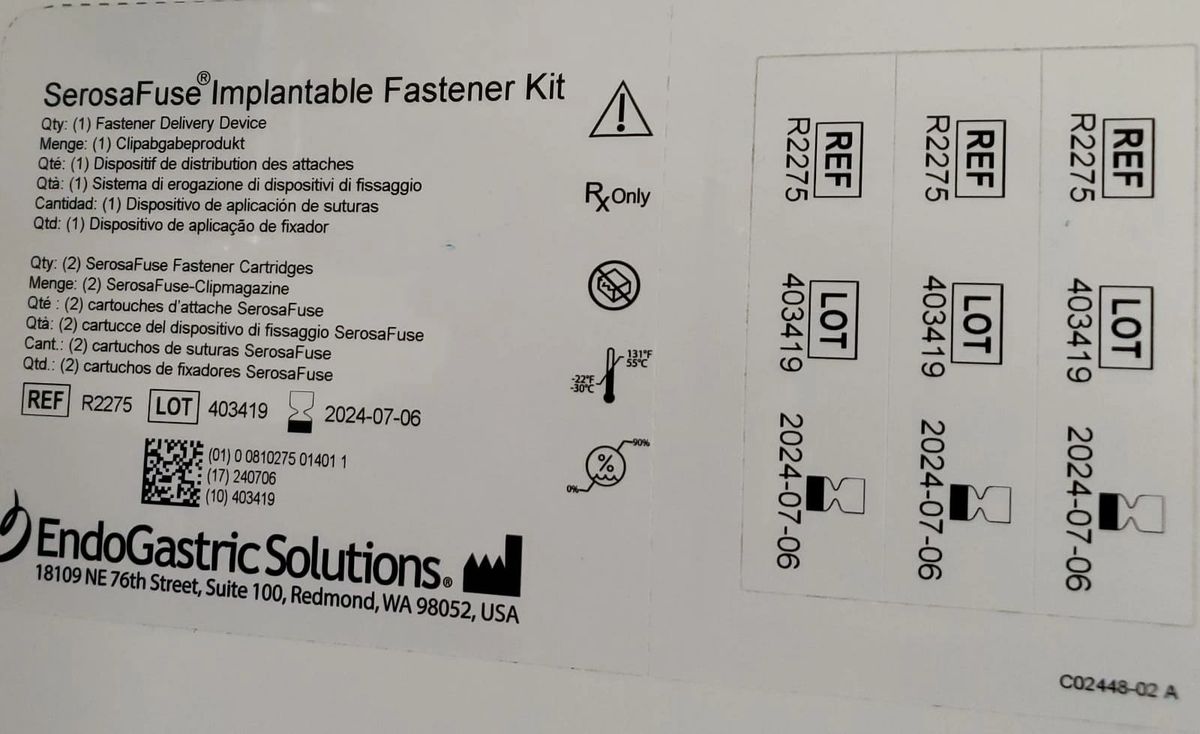 SerosaFuse® Implantable Fastener Kit
Qty: (1) Fastener Delivery Device
Menge: (1) Clipabgabeprodukt
Qté: (1) Dispositif de distribution des attaches
Qtà: (1) Sistema di erogazione di dispositivi di fissaggio
Cantidad: (1) Dispositivo de aplicación de suturas
Qtd: (1) Dispositivo de aplicação de fixador
Qty: (2) SerosaFuse Fastener Cartridges
Menge: (2) SerosaFuse-Clipmagazine
Qté : (2) cartouches d'attache SerosaFuse
Qtà: (2) cartucce del dispositivo di fissaggio SerosaFuse
Cant.: (2) cartuchos de suturas SerosaFuse
Qtd.: (2) cartuchos de fixadores SerosaFuse
REF R2275 LOT 403419 2024-07-06
(01) 0 0810275 01401 1
(17) 240706
(10) 403419
EndoGastric Solutions®
18109 NE 76th Street, Suite 100, Redmond, WA 98052, USA
!
Rx Only
131°F
55°C
-22°F
-30°C
90%
%
0%
REF LOT
R2275 403419 2024-07-06
REF LOT
R2275 403419 2024-07-06
REF LOT
R2275 403419 2024-07-06
C02448-02 A